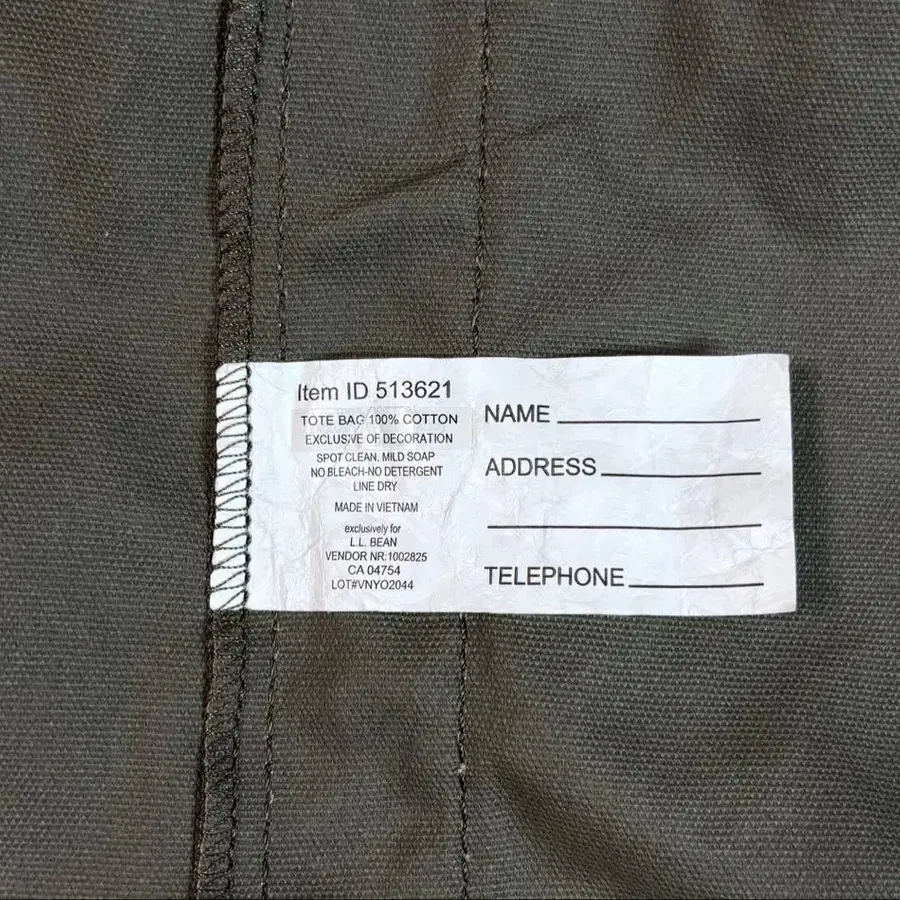 Item ID 513621
TOTE BAG 100% COTTON
EXCLUSIVE OF DECORATION
SPOT CLEAN, MILD SOAP
NO BLEACH-NO DETERGENT
LINE DRY
MADE IN VIETNAM
exclusively for
L.L. BEAN
VENDOR NR:1002825
CA 04754
LOT#VNYO2044
NAME
ADDRESS
TELEPHONE